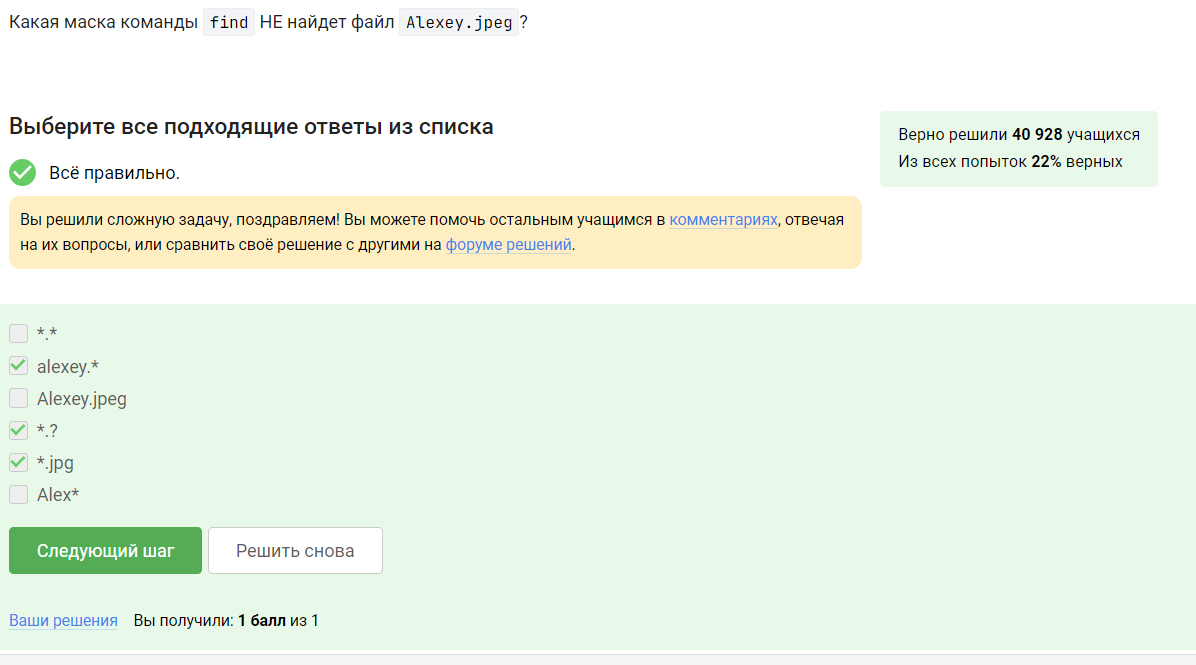 Какая маска команды find НЕ найдет файл Alexey.jpeg?
Выберите все подходящие ответы из списка
Верно решили 40 928 учащихся
Из всех попыток 22% верных
Всё правильно.
Вы решили сложную задачу, поздравляем! Вы можете помочь остальным учащимся в комментариях, отвечая
на их вопросы, или сравнить своё решение с другими на форуме решений.
*.*
alexey.*
Alexey.jpeg
*.?
*.jpg
Alex*
Следующий шаг
Решить снова
Ваши решения Вы получили: 1 балл из 1